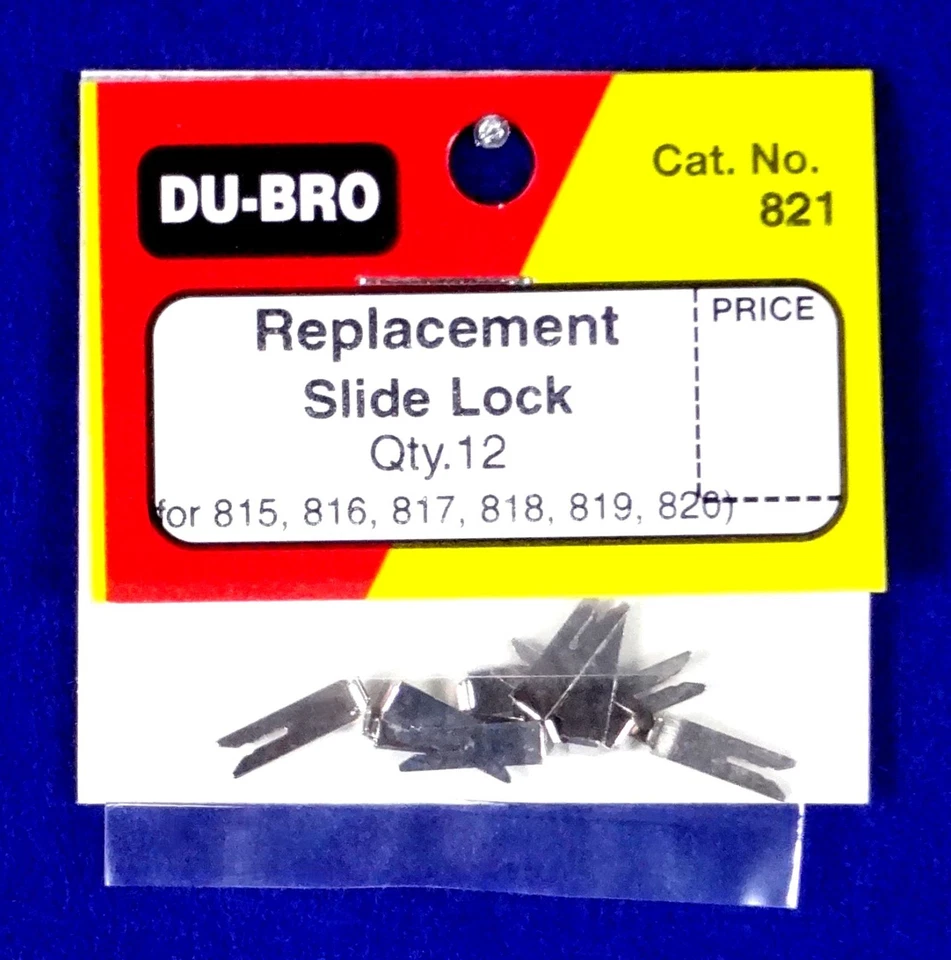 DU-BRO
Cat. No.
821
Replacement
Slide Lock
Qty.12
PRICE
for 815, 816, 817, 818, 819, 820)